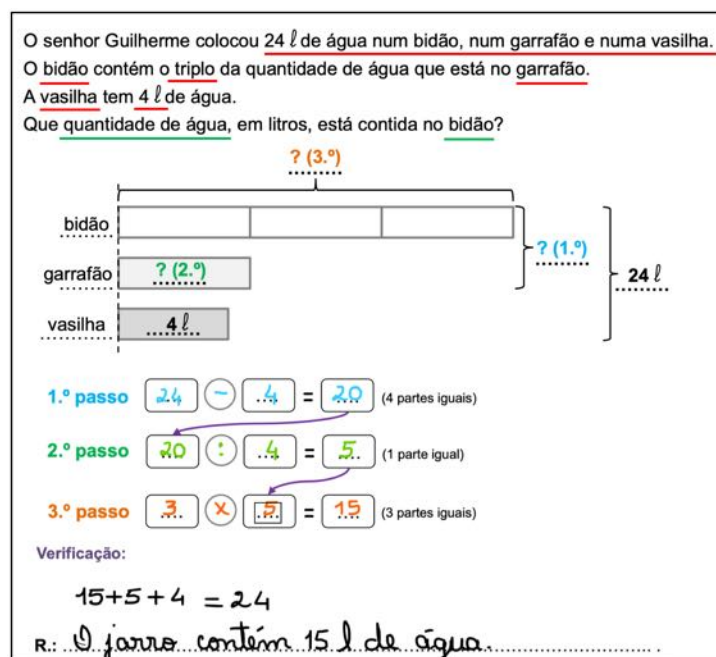 O senhor Guilherme colocou 24 ℓ de água num bidão, num garrafão e numa vasilha.
O bidão contém o triplo da quantidade de água que está no garrafão.
A vasilha tem 4 ℓ de água.
Que quantidade de água, em litros, está contida no bidão?
? (3.º)
bidão
? (1.º)
garrafão ? (2.º)
24 ℓ
vasilha 4 ℓ
1.º passo 24 - 4 = 20 (4 partes iguais)
2.º passo 20 : 4 = 5 (1 parte igual)
3.º passo 3 x 5 = 15 (3 partes iguais)
Verificação:
15+5+4 = 24
R.: O jarro contém 15 l de água.